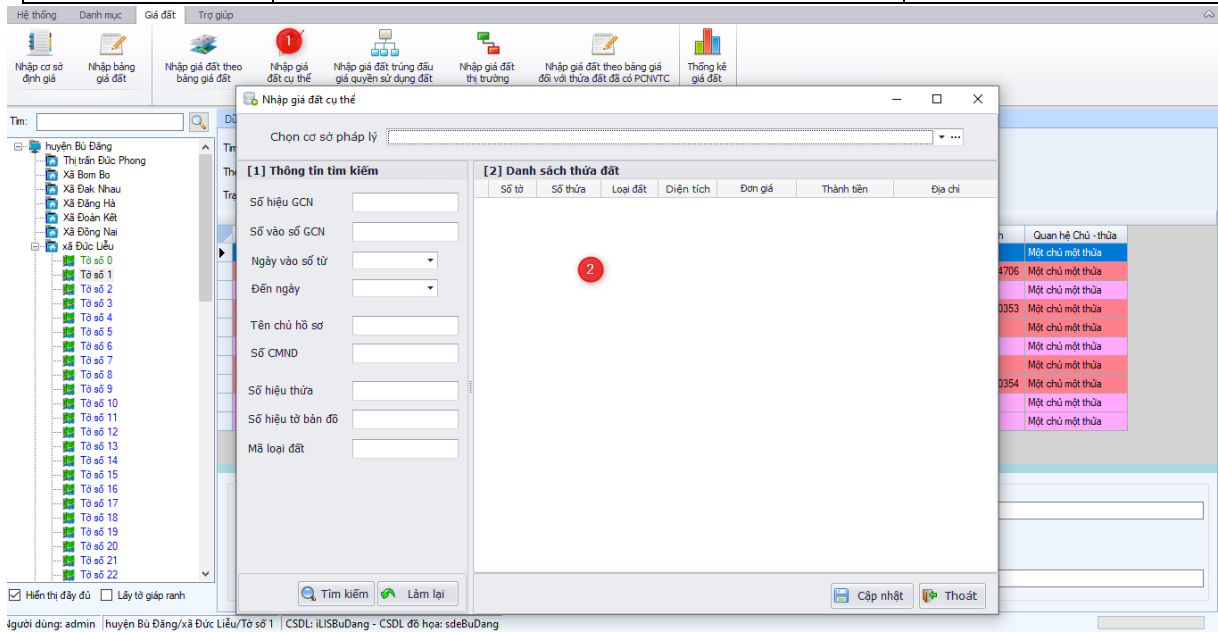 Hệ thống Danh mục Giá đất Trợ giúp
1
Nhập cơ sở định giá
Nhập bảng giá đất
Nhập giá đất theo bảng giá đất
Nhập giá đất cụ thể
Nhập giá đất trúng đấu giá quyền sử dụng đất
Nhập giá đất thị trường
Nhập giá đất theo bảng giá đối với thửa đất đã có PCNVTC
Thống kê giá đất
Tìm:
huyện Bù Đăng
Thị trấn Đức Phong
Xã Bom Bo
Xã Đak Nhau
Xã Đăng Hà
Xã Đoàn Kết
Xã Đồng Nai
xã Đức Liễu
Tờ số 0
Tờ số 1
Tờ số 2
Tờ số 3
Tờ số 4
Tờ số 5
Tờ số 6
Tờ số 7
Tờ số 8
Tờ số 9
Tờ số 10
Tờ số 11
Tờ số 12
Tờ số 13
Tờ số 14
Tờ số 15
Tờ số 16
Tờ số 17
Tờ số 18
Tờ số 19
Tờ số 20
Tờ số 21
Tờ số 22
Hiển thị đầy đủ Lấy tờ giáp ranh
Nhập giá đất cụ thể
Chọn cơ sở pháp lý
[1] Thông tin tìm kiếm
Số hiệu GCN
Số vào sổ GCN
Ngày vào sổ từ
Đến ngày
Tên chủ hồ sơ
Số CMND
Số hiệu thửa
Số hiệu tờ bản đồ
Mã loại đất
Tìm kiếm Làm lại
[2] Danh sách thửa đất
Số tờ Số thửa Loại đất Diện tích Đơn giá Thành tiền Địa chỉ
2
Cập nhật Thoát
h Quan hệ Chủ - thửa
Một chủ một thửa
4706 Một chủ một thửa
Một chủ một thửa
0353 Một chủ một thửa
Một chủ một thửa
Một chủ một thửa
Một chủ một thửa
0354 Một chủ một thửa
Một chủ một thửa
Một chủ một thửa
Người dùng: admin huyện Bù Đăng/xã Đức Liễu/Tờ số 1 CSDL: iLISBuDang - CSDL đồ họa: sdeBuDang